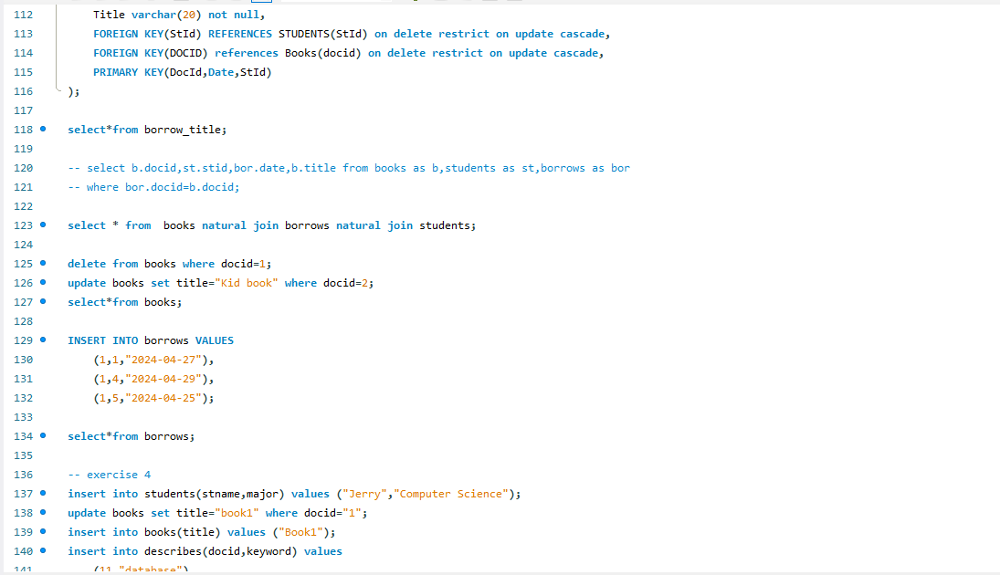 112 Title varchar(20) not null,
113 FOREIGN KEY(StId) REFERENCES STUDENTS(StId) on delete restrict on update cascade,
114 FOREIGN KEY(DOCID) references Books(docid) on delete restrict on update cascade,
115 PRIMARY KEY(DocId,Date,StId)
116 );
117
118 select*from borrow_title;
119
120 -- select b.docid,st.stid,bor.date,b.title from books as b,students as st,borrows as bor
121 -- where bor.docid=b.docid;
122
123 select * from  books natural join borrows natural join students;
124
125 delete from books where docid=1;
126 update books set title="Kid book" where docid=2;
127 select*from books;
128
129 INSERT INTO borrows VALUES
130 (1,1,"2024-04-27"),
131 (1,4,"2024-04-29"),
132 (1,5,"2024-04-25");
133
134 select*from borrows;
135
136 -- exercise 4
137 insert into students(stname,major) values ("Jerry","Computer Science");
138 update books set title="book1" where docid="1";
139 insert into books(title) values ("Book1");
140 insert into describes(docid,keyword) values
141 (11,"database")